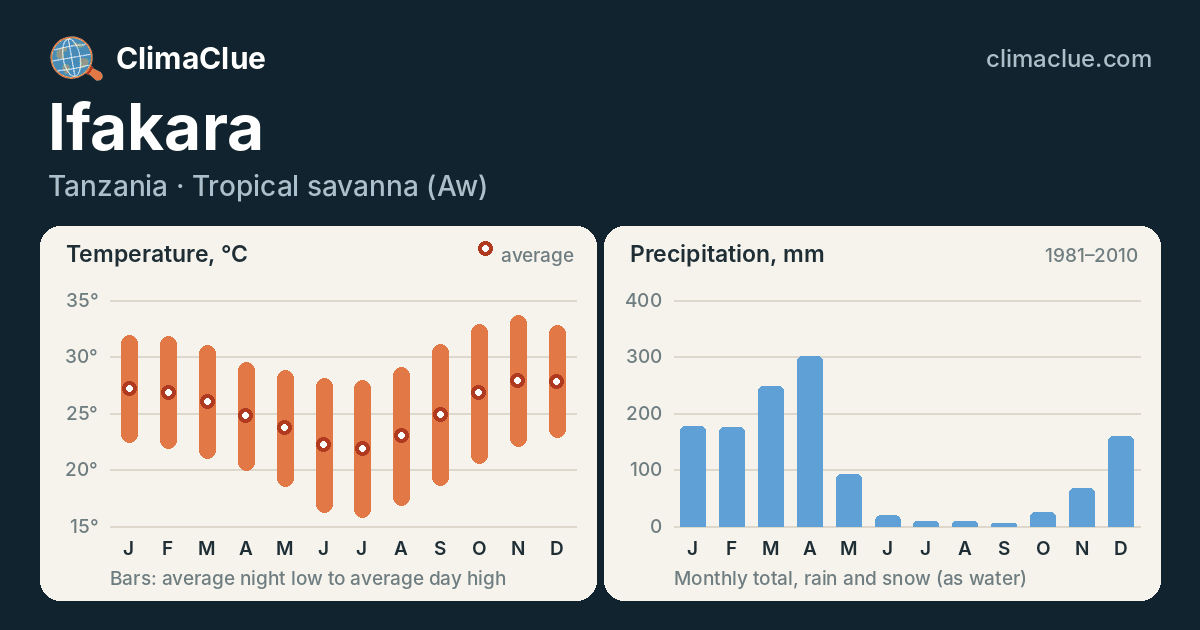 ClimaClue
climaclue.com
Ifakara
Tanzania · Tropical savanna (Aw)
Temperature, °C
average
35°
30°
25°
20°
15°
J F M A M J J A S O N D
Bars: average night low to average day high
Precipitation, mm
1981–2010
400
300
200
100
0
J F M A M J J A S O N D
Monthly total, rain and snow (as water)